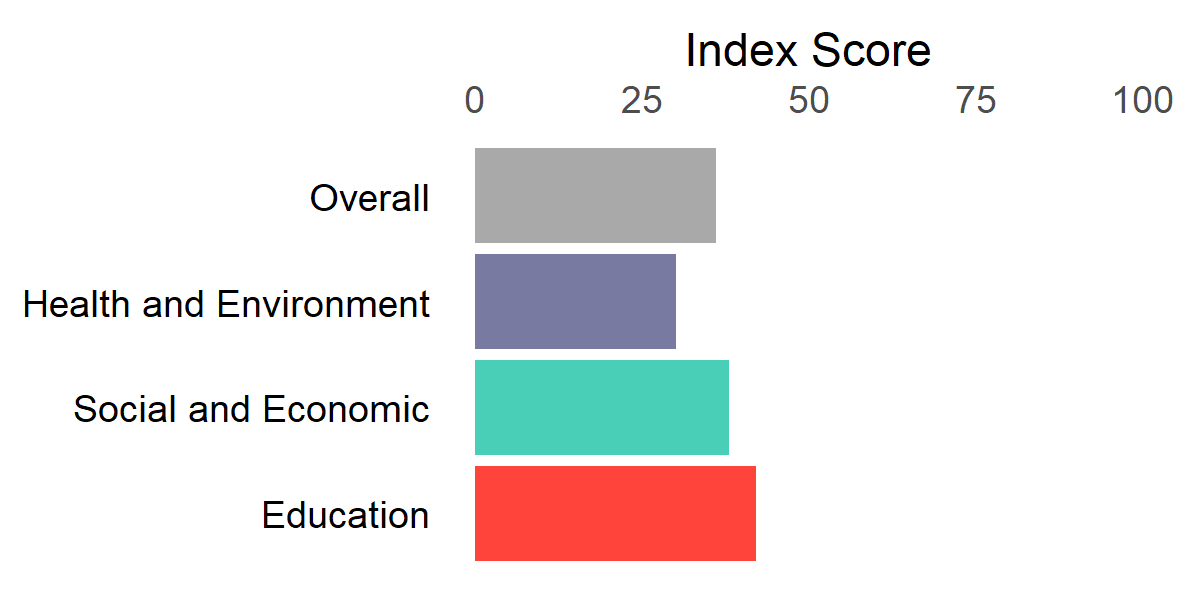 Index Score
0 25 50 75 100
Overall
Health and Environment
Social and Economic
Education